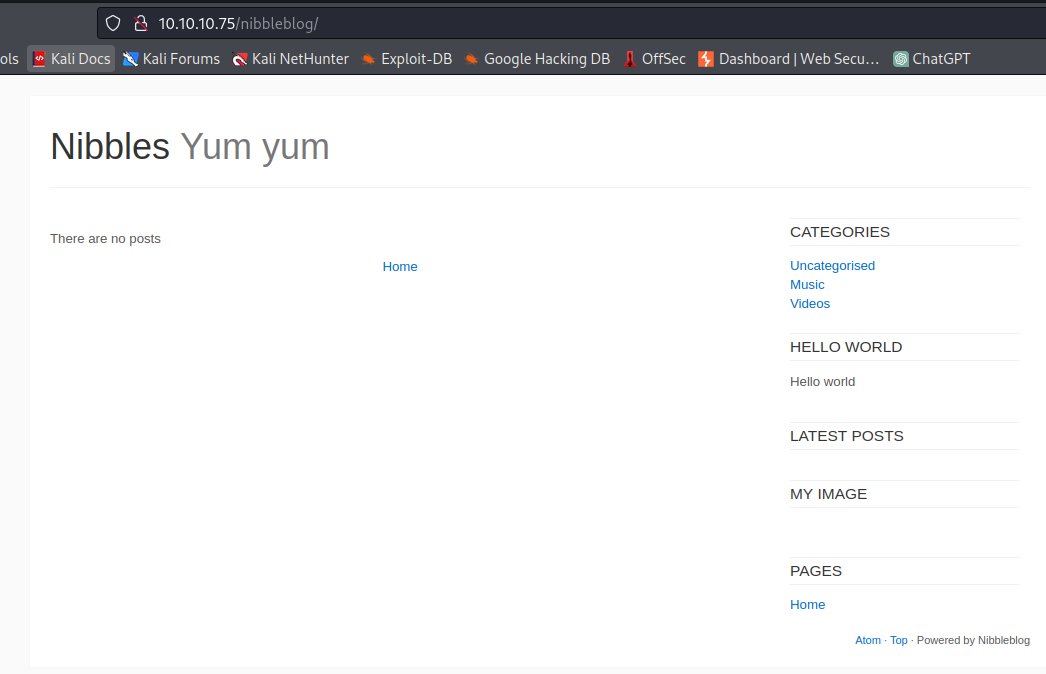 10.10.10.75/nibbleblog/
ols Kali Docs Kali Forums Kali NetHunter Exploit-DB Google Hacking DB OffSec Dashboard | Web Secu... ChatGPT
Nibbles Yum yum
There are no posts
Home
CATEGORIES
Uncategorised
Music
Videos
HELLO WORLD
Hello world
LATEST POSTS
MY IMAGE
PAGES
Home
Atom · Top · Powered by Nibbleblog